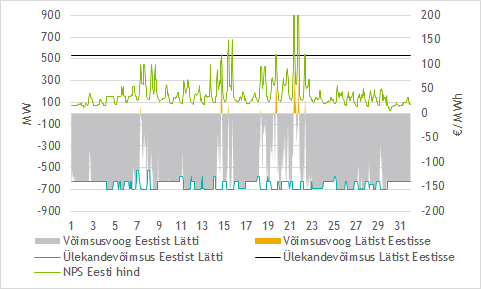 900
700
500
300
100
-100
-300
-500
-700
-900
MW
200
150
100
50
0
50
-100
-150
-200
€/MWh
1 3 5 7 9 11 13 15 17 19 21 23 25 27 29 31
Võimsusvoog Eestist Lätti
Võimsusvoog Lätist Eestisse
Ülekandevõimsus Eestist Lätti
Ülekandevõimsus Lätist Eestisse
NPS Eesti hind